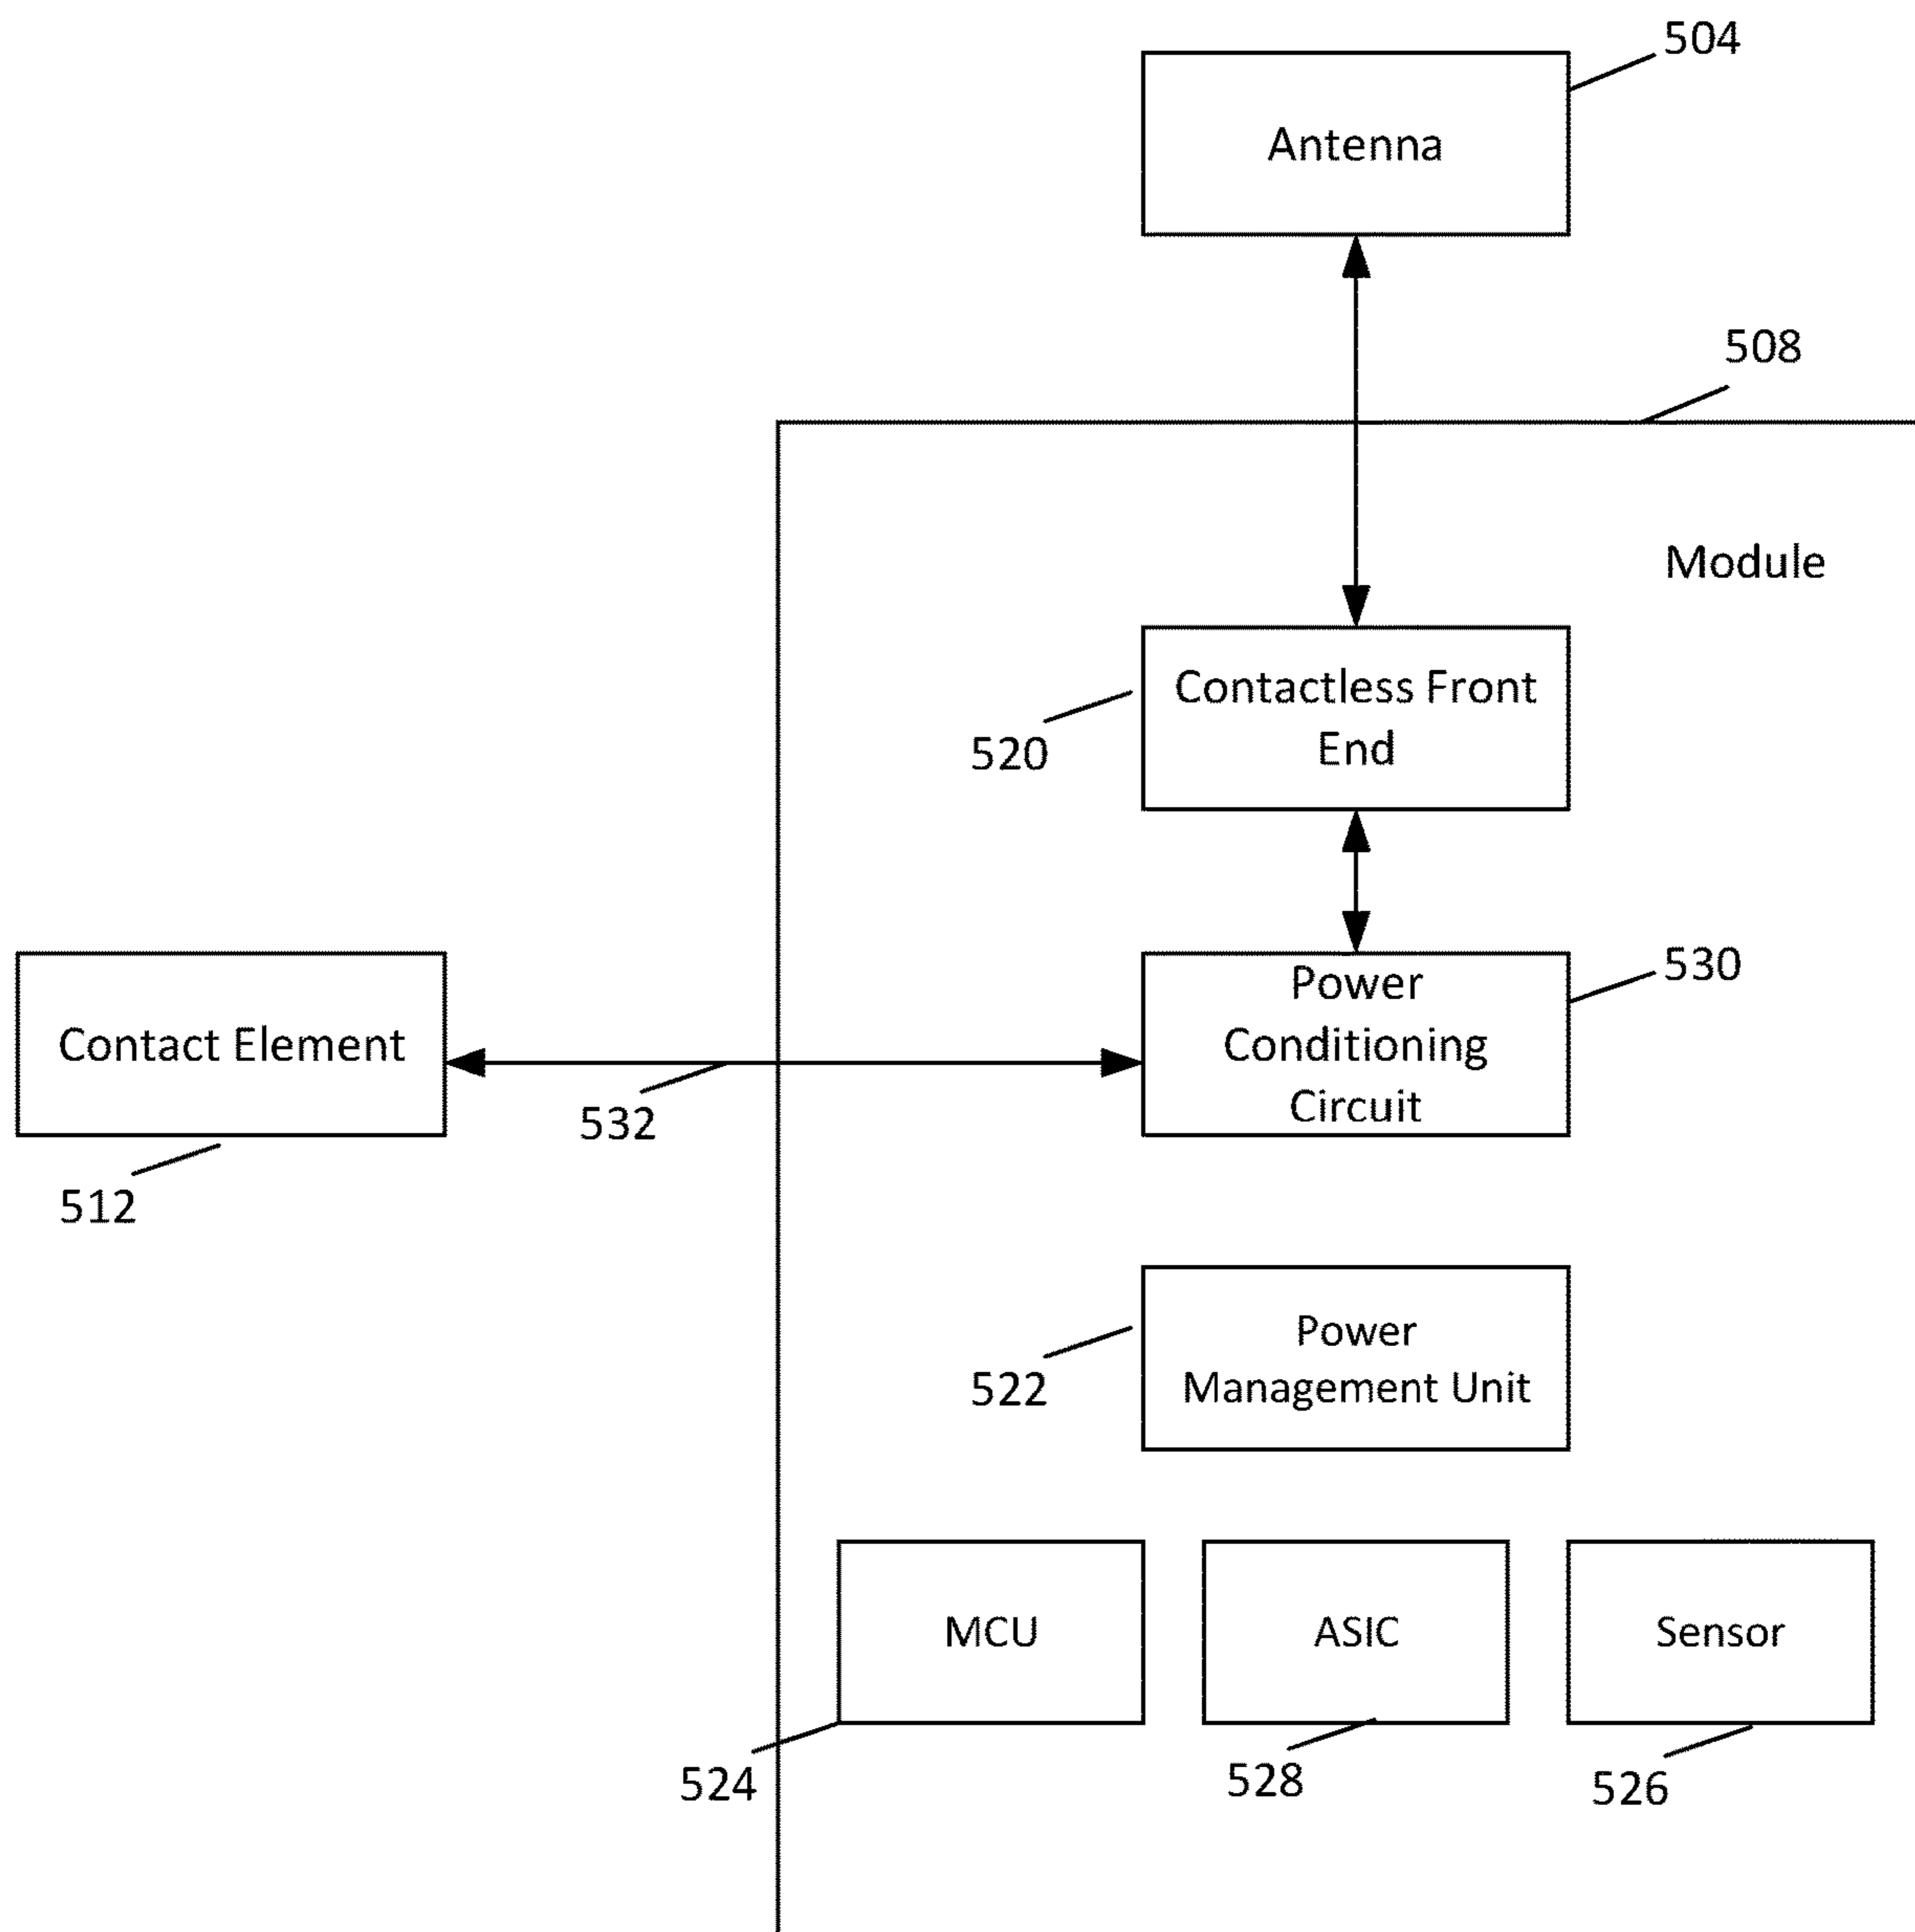 504
Antenna
508
Module
Contactless Front
End
520
530
Power
Conditioning
Circuit
Contact Element
532
512
Power
Management Unit
522
MCU
ASIC
Sensor
524
528
526